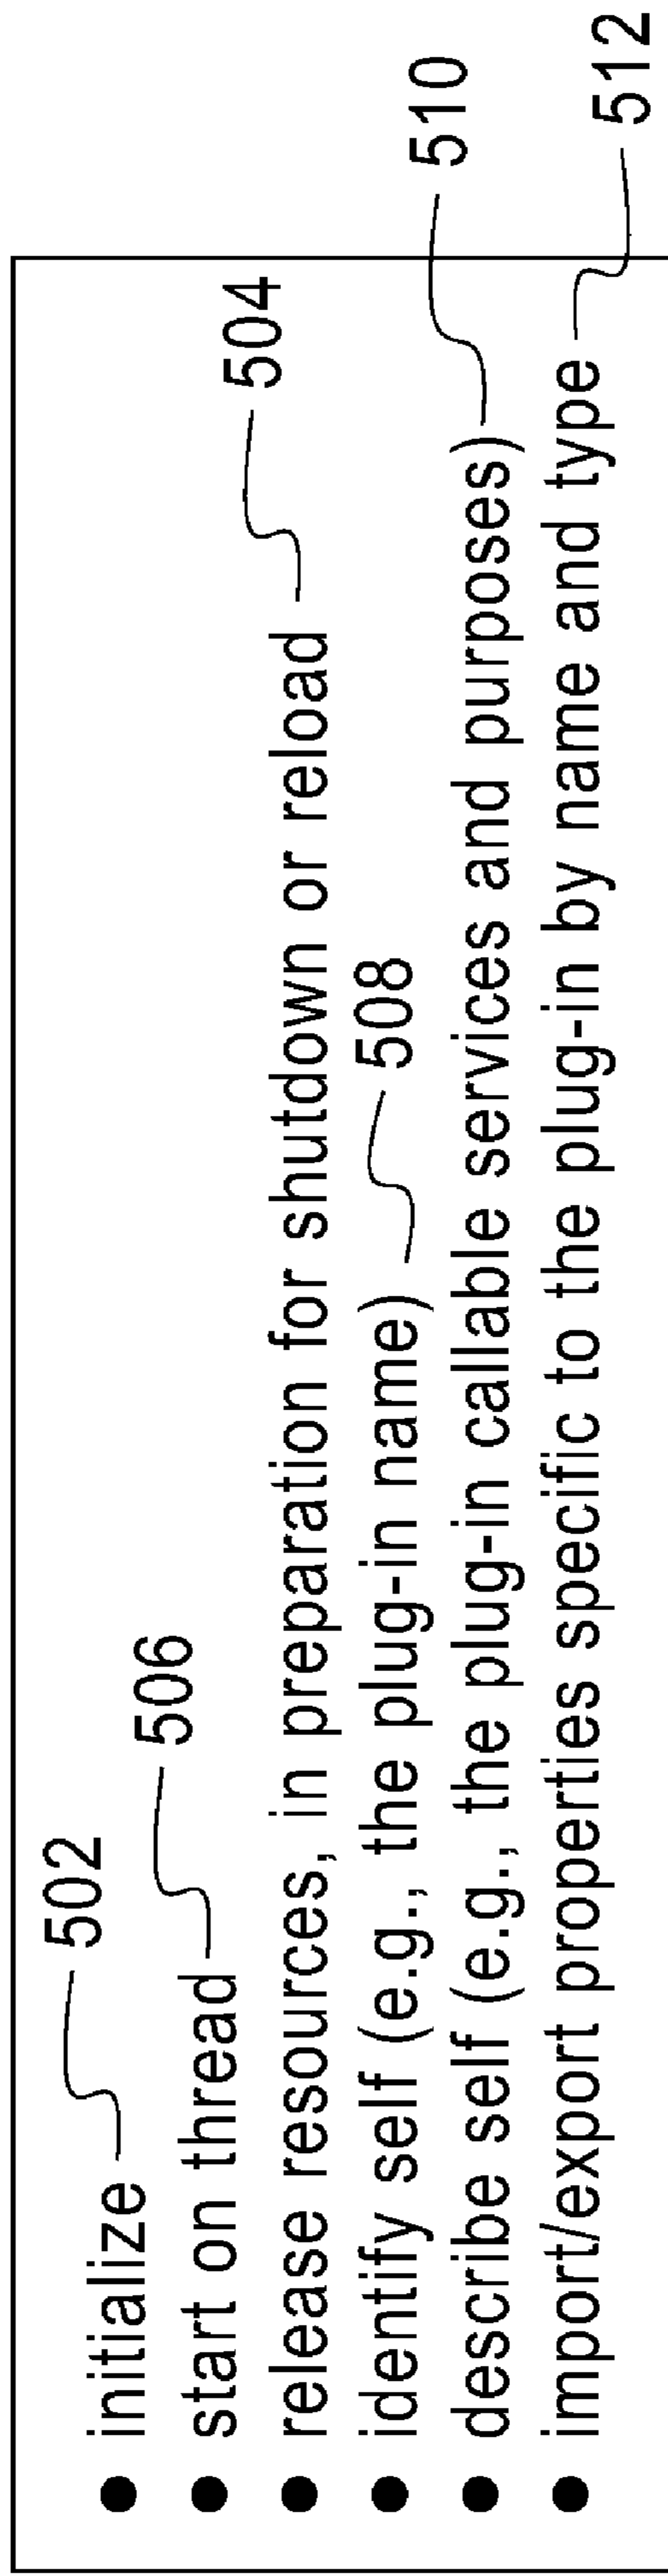 ● initialize 502
● start on thread 506
● release resources, in preparation for shutdown or reload 504
● identify self (e.g., the plug-in name) 508
● describe self (e.g., the plug-in callable services and purposes) 510
● import/export properties specific to the plug-in by name and type 512